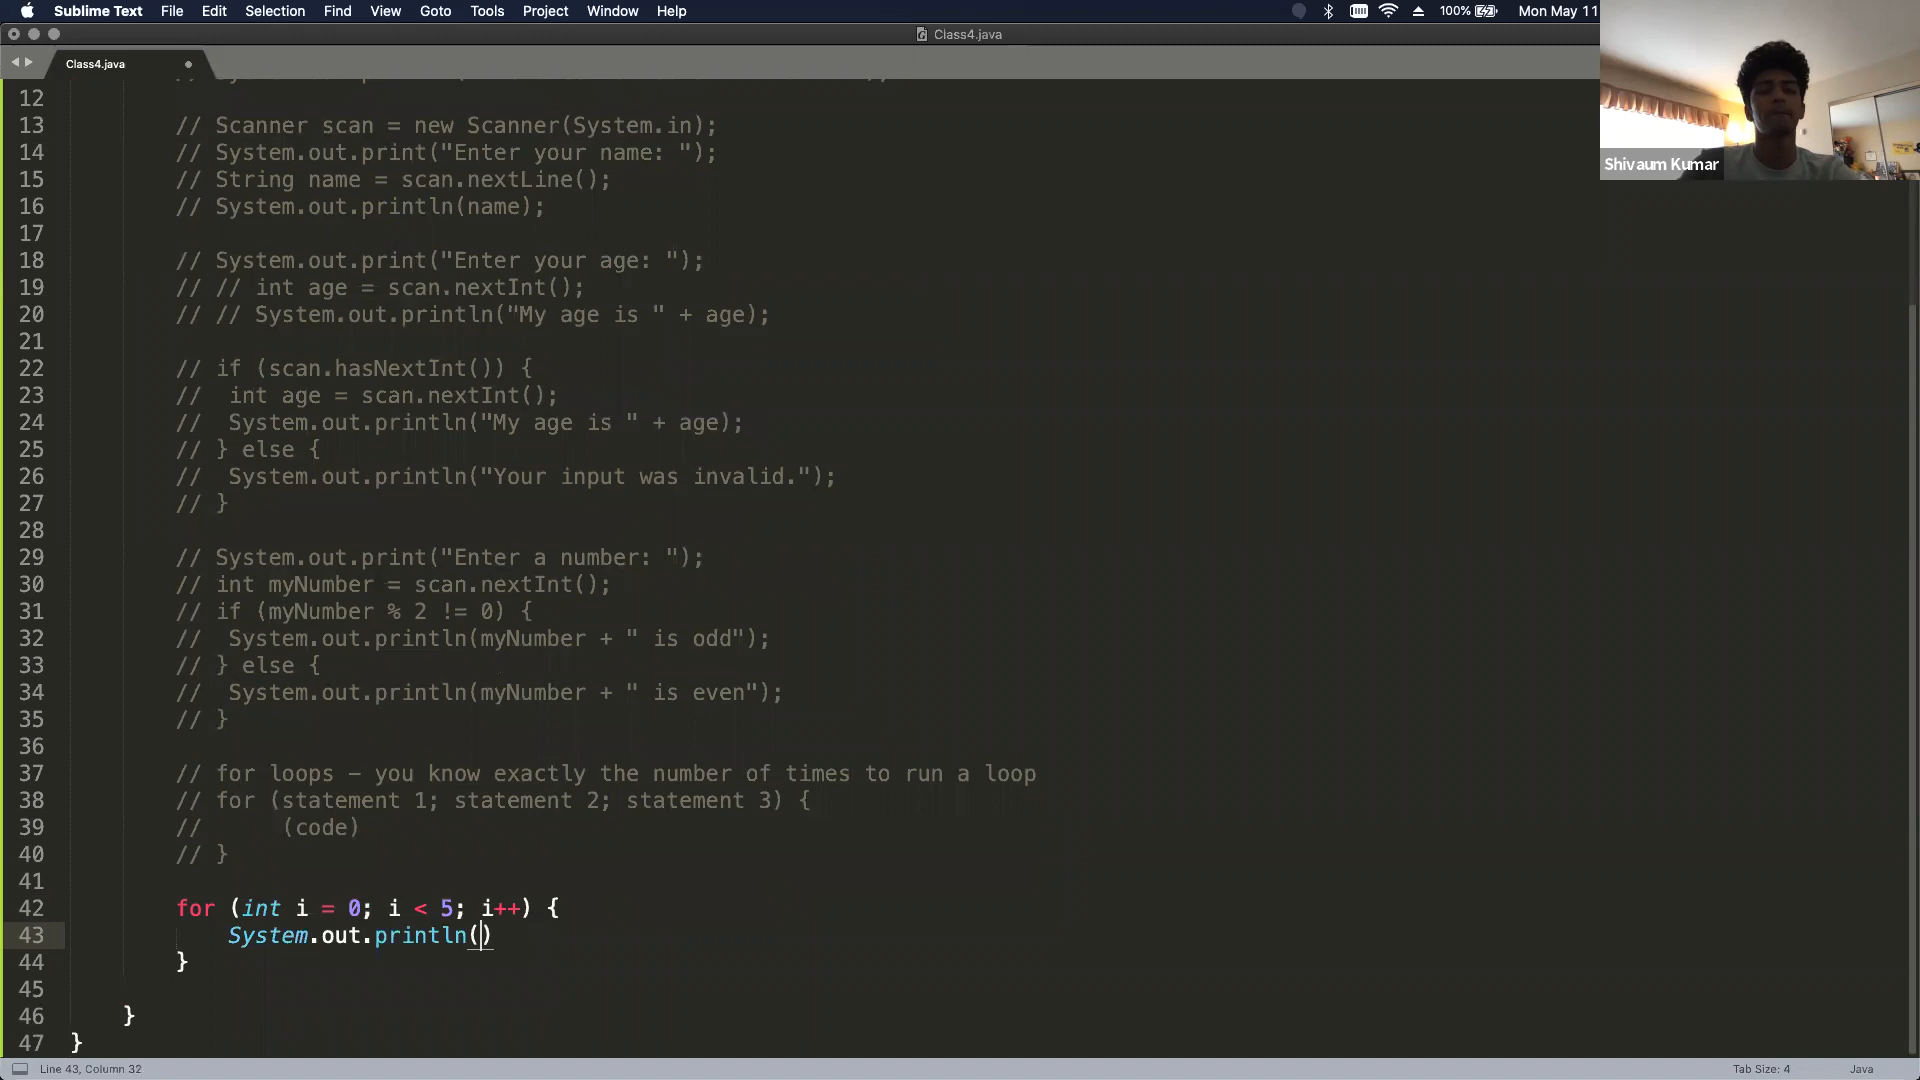 Sublime Text File Edit Selection Find View Goto Tools Project Window Help 100% Mon May 11
Class4.java
Class4.java
Shivaum Kumar
12
13 // Scanner scan = new Scanner(System.in);
14 // System.out.print("Enter your name: ");
15 // String name = scan.nextLine();
16 // System.out.println(name);
17
18 // System.out.print("Enter your age: ");
19 // // int age = scan.nextInt();
20 // // System.out.println("My age is " + age);
21
22 // if (scan.hasNextInt()) {
23 //  int age = scan.nextInt();
24 //  System.out.println("My age is " + age);
25 // } else {
26 //  System.out.println("Your input was invalid.");
27 // }
28
29 // System.out.print("Enter a number: ");
30 // int myNumber = scan.nextInt();
31 // if (myNumber % 2 != 0) {
32 //  System.out.println(myNumber + " is odd");
33 // } else {
34 //  System.out.println(myNumber + " is even");
35 // }
36
37 // for loops – you know exactly the number of times to run a loop
38 // for (statement 1; statement 2; statement 3) {
39 //      (code)
40 // }
41
42 for (int i = 0; i < 5; i++) {
43     System.out.println()
44 }
45
46 }
47 }
Line 43, Column 32 Tab Size: 4 Java